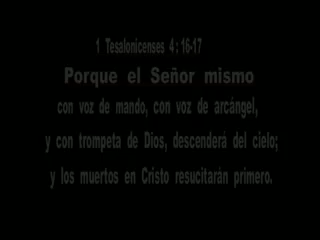 1 Tesalonicenses 4:16-17
Porque el Señor mismo
con voz de mando, con voz de arcángel,
y con trompeta de Dios, descenderá del cielo;
y los muertos en Cristo resucitarán primero.